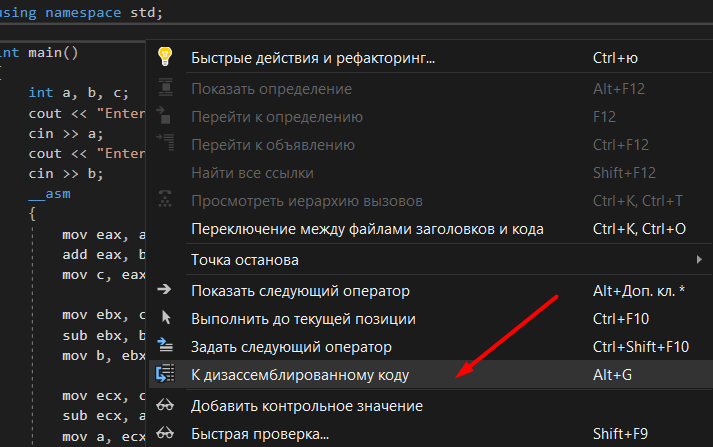 using namespace std;
int main()
{
int a, b, c;
cout << "Enter
cin >> a;
cout << "Enter
cin >> b;
__asm
{
mov eax, a
add eax, b
mov c, eax
mov ebx, c
sub ebx, b
mov b, ebx
mov ecx, c
sub ecx, a
mov a, ecx
Быстрые действия и рефакторинг... Ctrl+ю
Показать определение Alt+F12
Перейти к определению F12
Перейти к объявлению Ctrl+F12
Найти все ссылки Shift+F12
Просмотреть иерархию вызовов Ctrl+K, Ctrl+T
Переключение между файлами заголовков и кода Ctrl+K, Ctrl+O
Точка останова
Показать следующий оператор Alt+Доп. кл. *
Выполнить до текущей позиции Ctrl+F10
Задать следующий оператор Ctrl+Shift+F10
К дизассемблированному коду Alt+G
Добавить контрольное значение
Быстрая проверка... Shift+F9